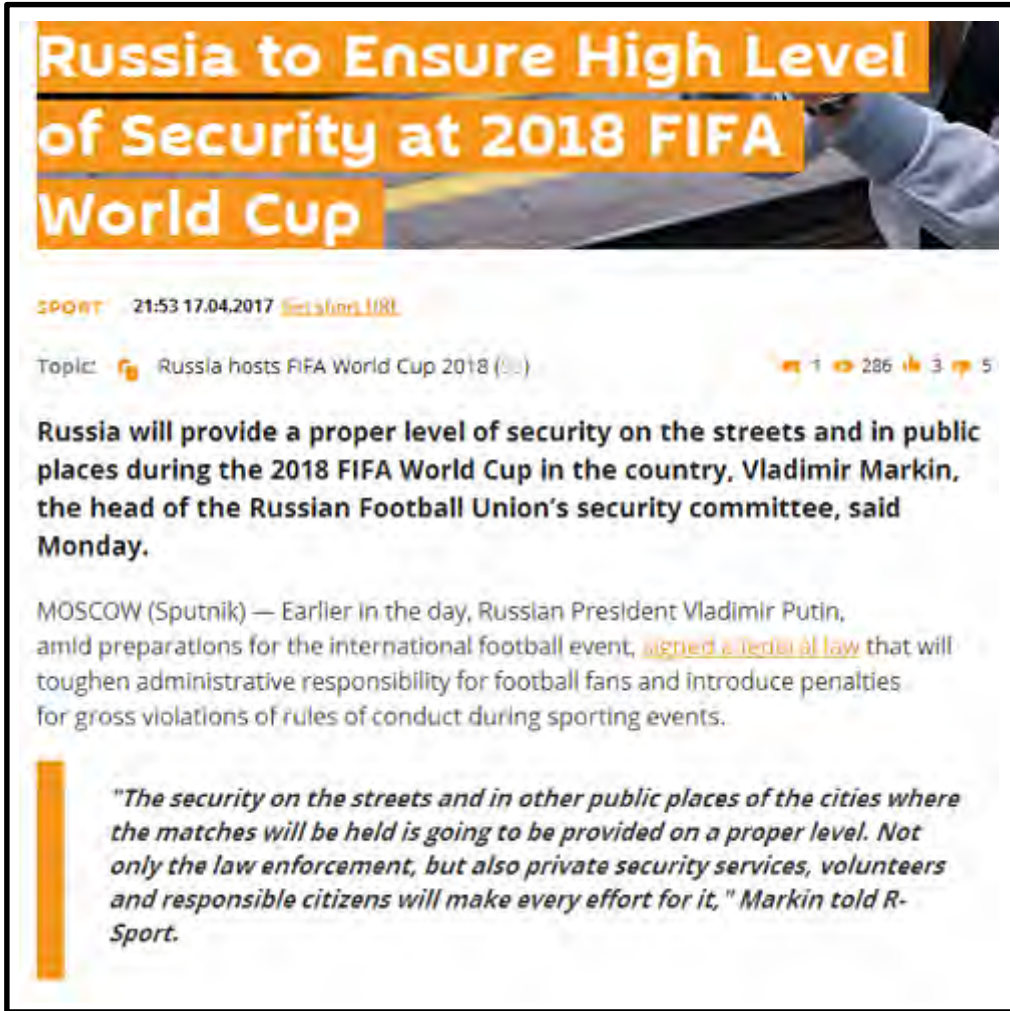 Russia to Ensure High Level
of Security at 2018 FIFA
World Cup
SPORT 21:53 17.04.2017 Get short URL
Topic: Russia hosts FIFA World Cup 2018 ( )
1 286 3 5
Russia will provide a proper level of security on the streets and in public
places during the 2018 FIFA World Cup in the country, Vladimir Markin,
the head of the Russian Football Union's security committee, said
Monday.
MOSCOW (Sputnik) — Earlier in the day, Russian President Vladimir Putin,
amid preparations for the international football event, signed a federal law that will
toughen administrative responsibility for football fans and introduce penalties
for gross violations of rules of conduct during sporting events.
"The security on the streets and in other public places of the cities where
the matches will be held is going to be provided on a proper level. Not
only the law enforcement, but also private security services, volunteers
and responsible citizens will make every effort for it," Markin told R-
Sport.